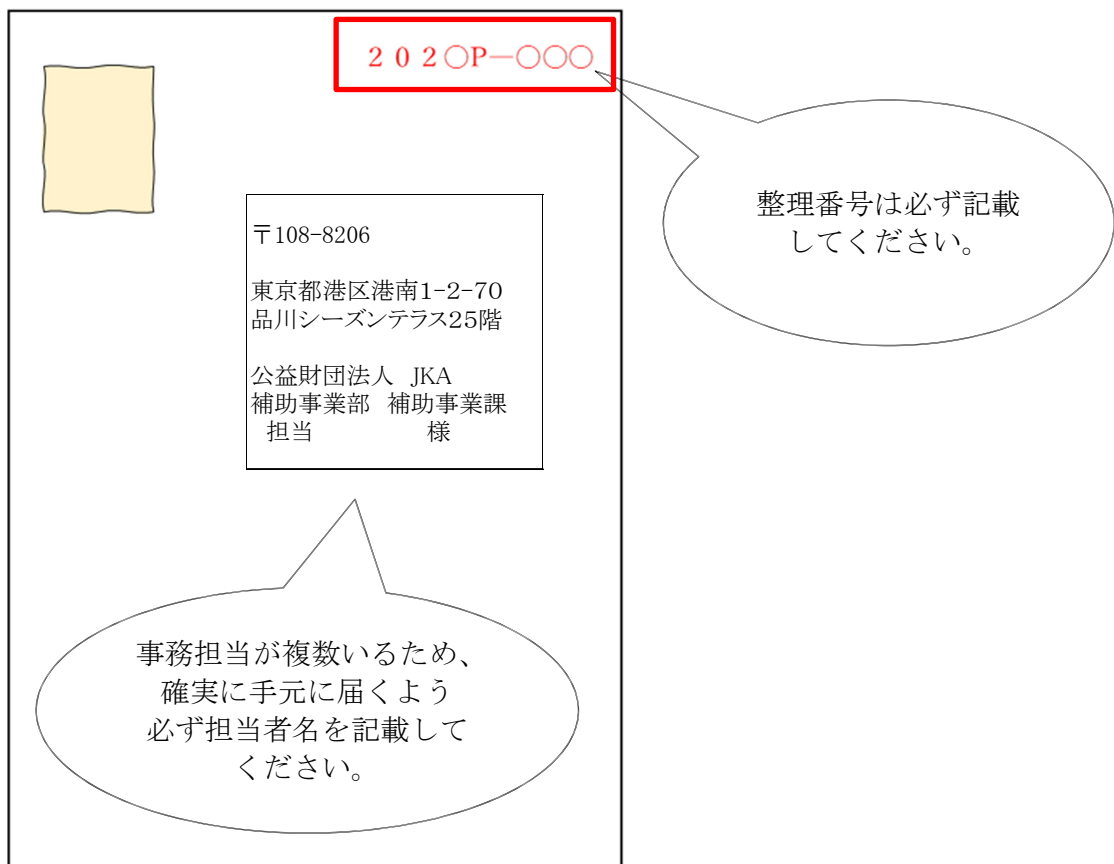 ２０２○P－○○○
整理番号は必ず記載
してください。
〒108-8206
東京都港区港南1-2-70
品川シーズンテラス25階
公益財団法人 JKA
補助事業部 補助事業課
担当　　　　　　様
事務担当が複数いるため、
確実に手元に届くよう
必ず担当者名を記載して
ください。